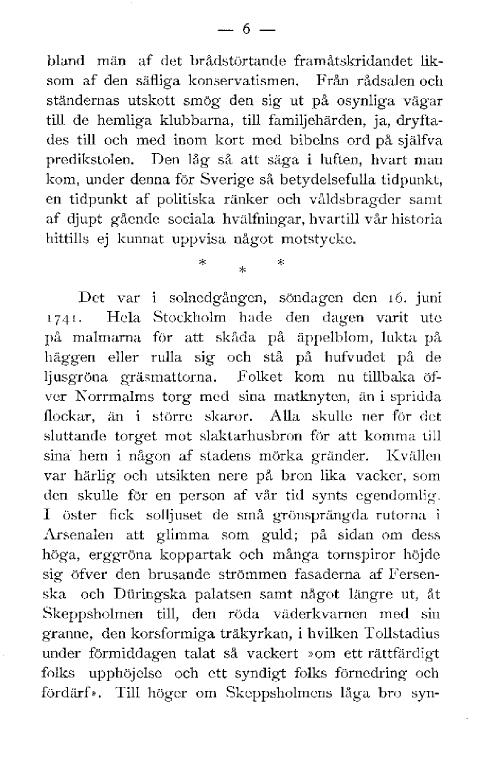 — 6 —
bland män af det brådstörtande framåtskridandet lik-
som af den säfliga konservatismen. Från rådsalen och
ständernas utskott smög den sig ut på osynliga vägar
till de hemliga klubbarna, till familjehärden, ja, dryfta-
des till och med inom kort med bibelns ord på själfva
predikstolen. Den låg så att säga i luften, hvart man
kom, under denna för Sverige så betydelsefulla tidpunkt,
en tidpunkt af politiska ränker och våldsbragder samt
af djupt gående sociala hvälfningar, hvartill vår historia
hittills ej kunnat uppvisa något motstycke.
* * *
Det var i solnedgången, söndagen den 16. juni
1741. Hela Stockholm hade den dagen varit ute
på malmarna för att skåda på äppelblom, lukta på
häggen eller rulla sig och stå på hufvudet på de
ljusgröna gräsmattorna. Folket kom nu tillbaka öf-
ver Norrmalms torg med sina matknyten, än i spridda
flockar, än i större skaror. Alla skulle ner för det
sluttande torget mot slaktarhusbron för att komma till
sina hem i någon af stadens mörka gränder. Kvällen
var härlig och utsikten nere på bron lika vacker, som
den skulle för en person af vår tid synts egendomlig.
I öster fick solljuset de små grönsprängda rutorna i
Arsenalen att glimma som guld; på sidan om dess
höga, erggröna koppartak och många tornspiror höjde
sig öfver den brusande strömmen fasaderna af Fersen-
ska och Düringska palatsen samt något längre ut, åt
Skeppsholmen till, den röda väderkvarnen med sin
granne, den korsformiga träkyrkan, i hvilken Tollstadius
under förmiddagen talat så vackert »om ett rättfärdigt
folks upphöjelse och ett syndigt folks förnedring och
fördärf». Till höger om Skeppsholmens låga bro syn-